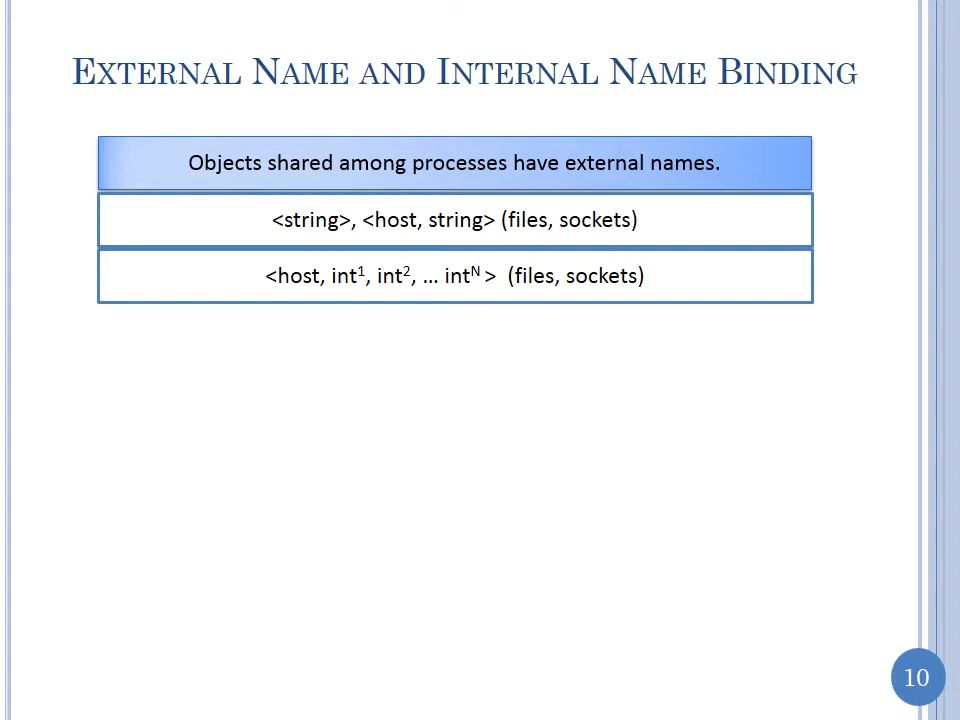 External Name and Internal Name Binding
Objects shared among processes have external names.
<string>, <host, string> (files, sockets)
<host, int¹, int², … intᴺ > (files, sockets)
10